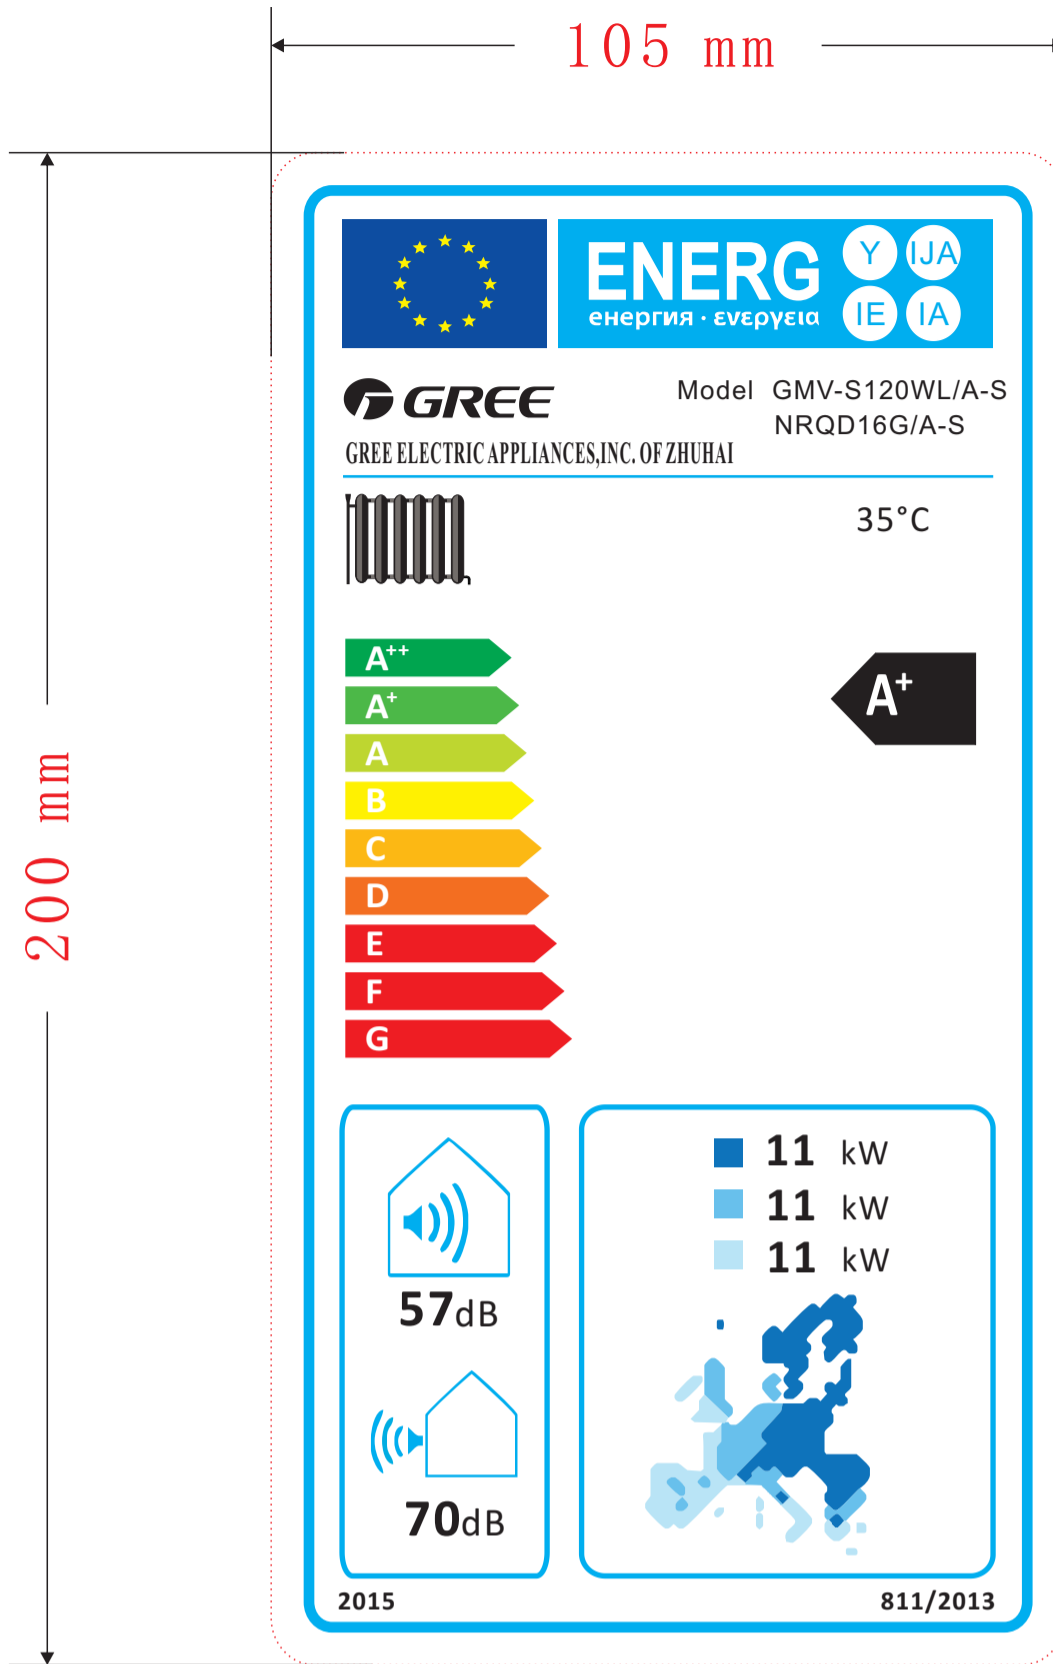 105 mm
200 mm
ENERG
енергия · ενεργεια
Y IJA
IE IA
GREE
Model GMV-S120WL/A-S
NRQD16G/A-S
GREE ELECTRIC APPLIANCES,INC. OF ZHUHAI
35°C
A++
A+
A
B
C
D
E
F
G
A+
57dB
70dB
11 kW
11 kW
11 kW
2015
811/2013